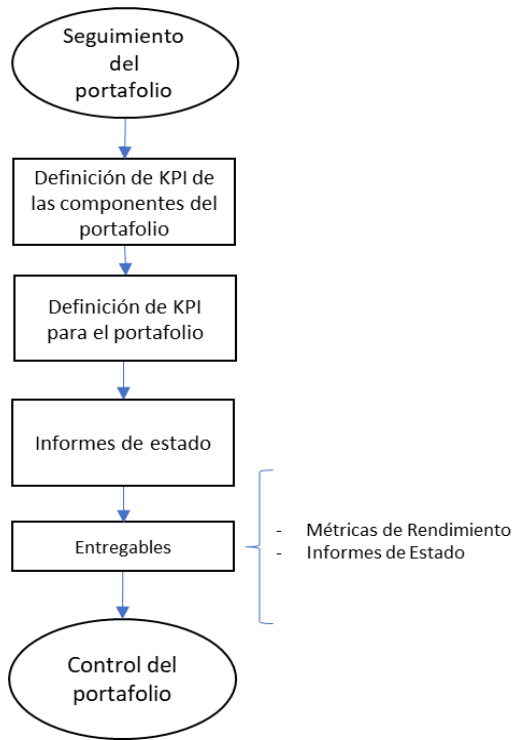 Seguimiento
del
portafolio
Definición de KPI de
las componentes del
portafolio
Definición de KPI
para el portafolio
Informes de estado
Entregables
- Métricas de Rendimiento
- Informes de Estado
Control del
portafolio